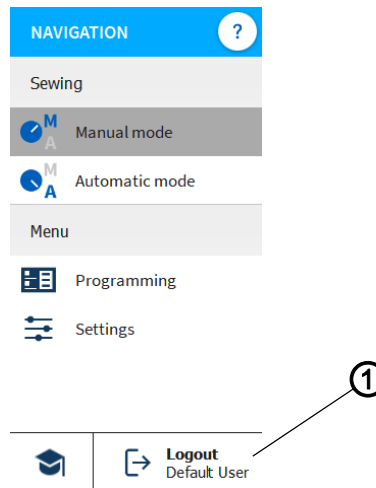 NAVIGATION ?
Sewing
M
A
Manual mode
M
A
Automatic mode
Menu
Programming
Settings
1
Logout
Default User